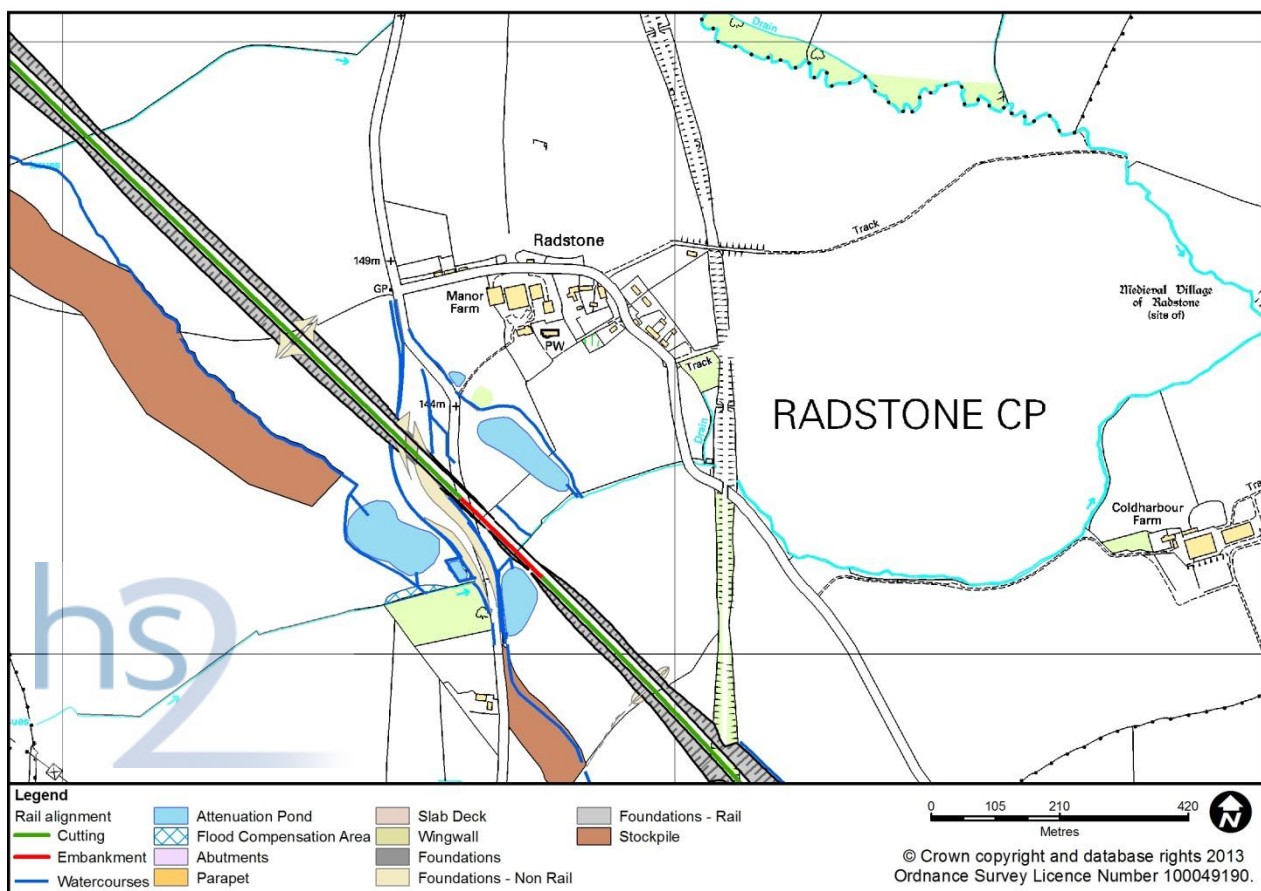 Drain
Issues
Track
Radstone
149m
GP
Manor
Farm
PW
Medieval Village
of Radstone
(site of)
Track
144m
Drain
RADSTONE CP
Coldharbour
Farm
hs2
Legend
Rail alignment
Cutting
Embankment
Watercourses
Attenuation Pond
Flood Compensation Area
Abutments
Parapet
Slab Deck
Wingwall
Foundations
Foundations - Non Rail
Foundations - Rail
Stockpile
0 105 210 420
Metres
N
© Crown copyright and database rights 2013
Ordnance Survey Licence Number 100049190.